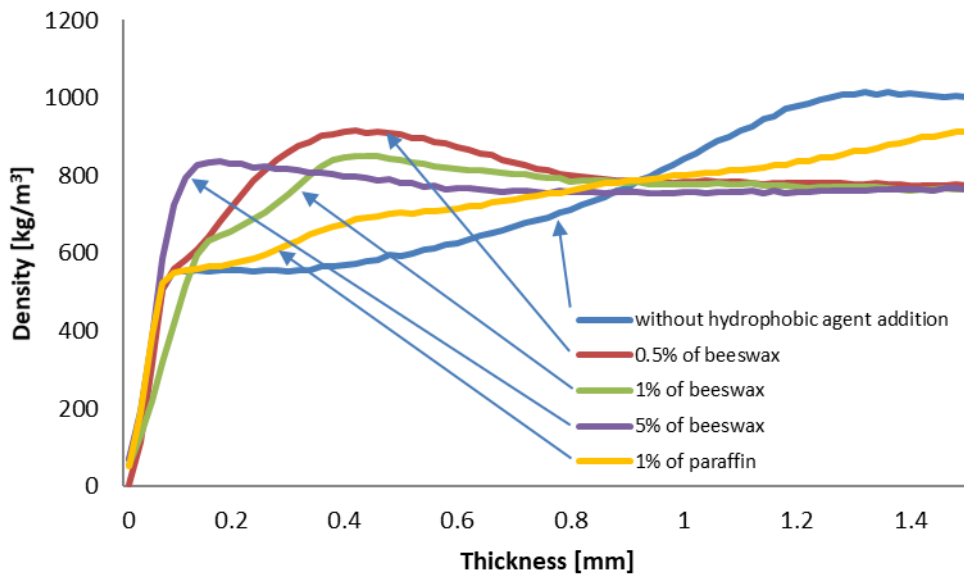 1200
1000
800
600
400
200
0
Density [kg/m³]
without hydrophobic agent addition
0.5% of beeswax
1% of beeswax
5% of beeswax
1% of paraffin
0 0.2 0.4 0.6 0.8 1 1.2 1.4
Thickness [mm]